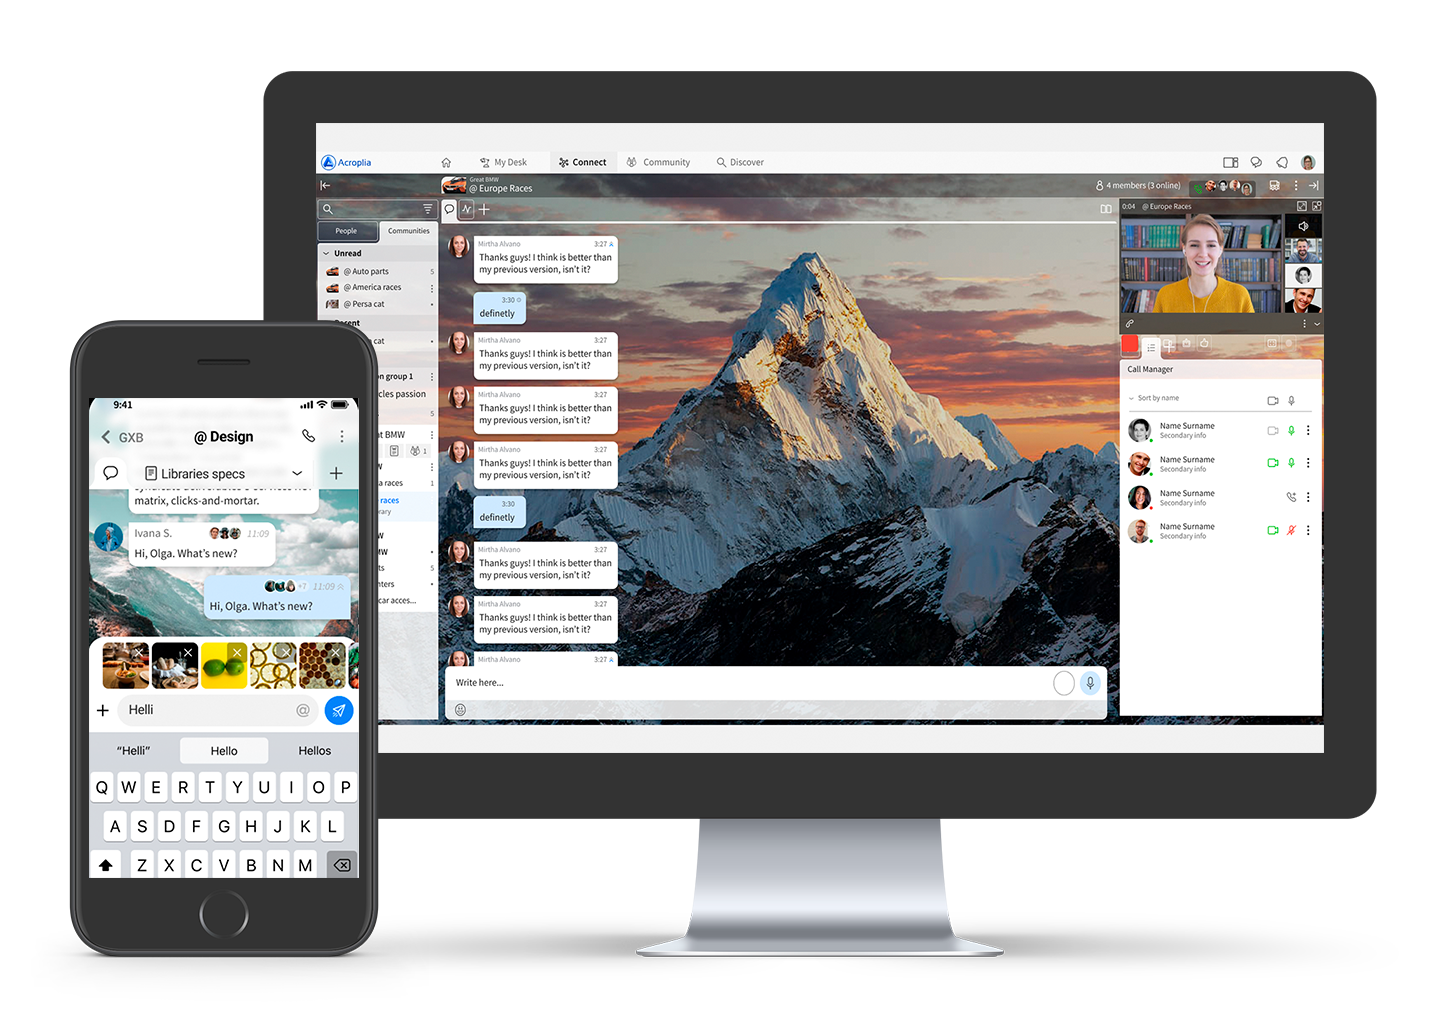 Acroplia
My Desk
Connect
Community
Discover
Great BMW
@ Europe Races
4 members (3 online)
People
Communities
Unread
@ Auto parts 5
@ America races
@ Persa cat
cat
on group 1
cles passion
5
at BMW
1
a races 1
races
rary
ts 5
nters
car acces...
Mirtha Alvano 3:27
Thanks guys! I think is better than
my previous version, isn't it?
3:30
definetly
Mirtha Alvano 3:27
Thanks guys! I think is better than
my previous version, isn't it?
Mirtha Alvano 3:27
Thanks guys! I think is better than
my previous version, isn't it?
Mirtha Alvano 3:27
Thanks guys! I think is better than
my previous version, isn't it?
3:30
definetly
Mirtha Alvano 3:27
Thanks guys! I think is better than
my previous version, isn't it?
Mirtha Alvano 3:27
Thanks guys! I think is better than
my previous version, isn't it?
Mirtha Alvano 3:27
Write here...
0:04 @ Europe Races
Call Manager
Sort by name
Name Surname
Secondary info
Name Surname
Secondary info
Name Surname
Secondary info
Name Surname
Secondary info
9:41
GXB
@ Design
Libraries specs
matrix, clicks-and-mortar.
Ivana S. 11:09
Hi, Olga. What's new?
+7 11:09
Hi, Olga. What's new?
Helli
@
“Helli”
Hello
Hellos
Q W E R T Y U I O P
A S D F G H J K L
Z X C V B N M